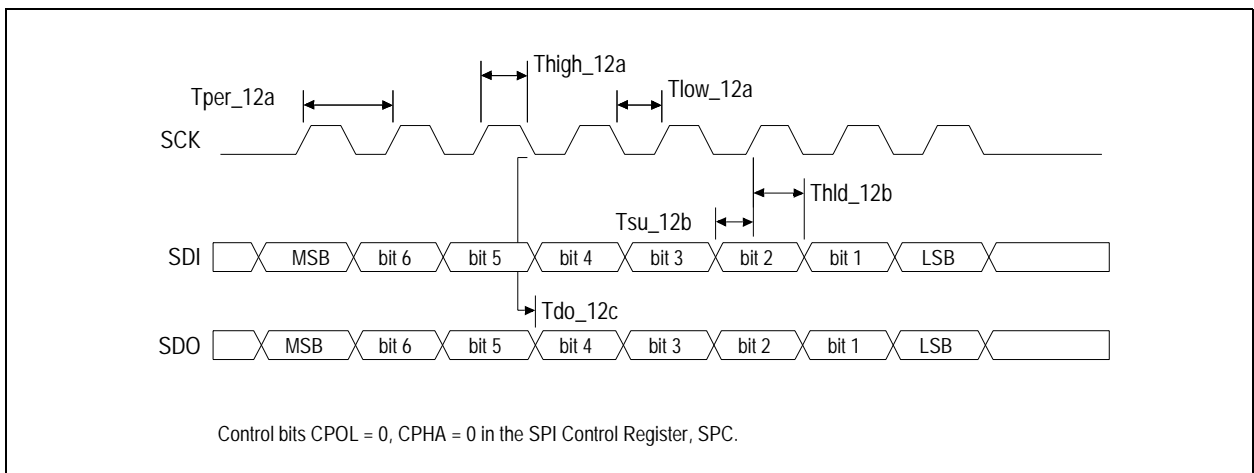 Thigh_12a
Tper_12a
Tlow_12a
SCK
Thld_12b
Tsu_12b
SDI MSB bit 6 bit 5 bit 4 bit 3 bit 2 bit 1 LSB
Tdo_12c
SDO MSB bit 6 bit 5 bit 4 bit 3 bit 2 bit 1 LSB
Control bits CPOL = 0, CPHA = 0 in the SPI Control Register, SPC.